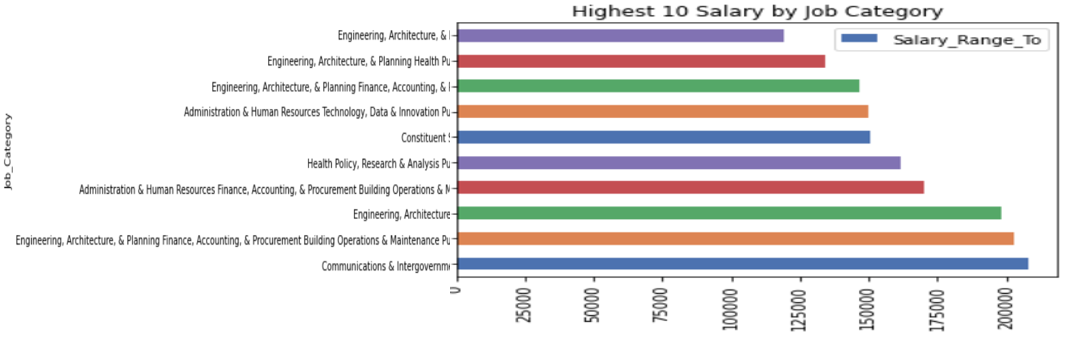 Highest 10 Salary by Job Category
Salary_Range_To
Job_Category
Engineering, Architecture, &
Engineering, Architecture, & Planning Health Pu
Engineering, Architecture, & Planning Finance, Accounting, &
Administration & Human Resources Technology, Data & Innovation Pu
Constituent
Health Policy, Research & Analysis Pu
Administration & Human Resources Finance, Accounting, & Procurement Building Operations &
Engineering, Architecture
Engineering, Architecture, & Planning Finance, Accounting, & Procurement Building Operations & Maintenance Pu
Communications & Intergovernm
0
25000
50000
75000
100000
125000
150000
175000
200000